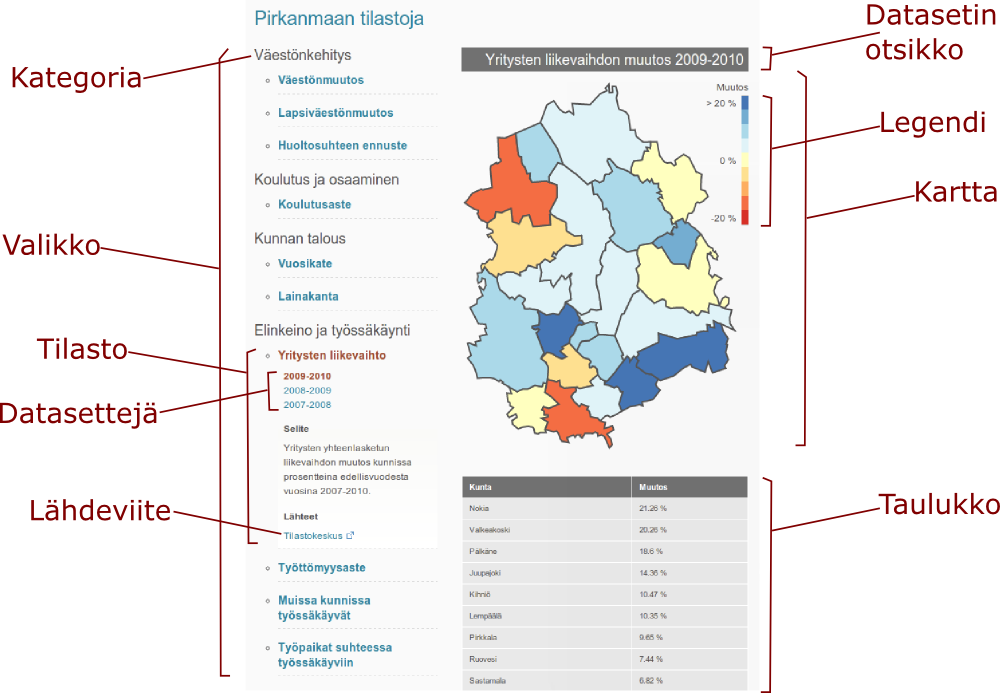 Pirkanmaan tilastoja
Datasetin
otsikko
Väestönkehitys
Yritysten liikevaihdon muutos 2009-2010
Kategoria
Väestönmuutos
Muutos
> 20 %
Lapsiväestönmuutos
Legendi
Huoltosuhteen ennuste
0 %
Koulutus ja osaaminen
Kartta
Koulutusaste
-20 %
Kunnan talous
Valikko
Vuosikate
Lainakanta
Elinkeino ja työssäkäynti
Tilasto
Yritysten liikevaihto
2009-2010
2008-2009
2007-2008
Datasettejä
Selite
Yritysten yhteenlasketun
liikevaihdon muutos kunnissa
prosentteina edellisvuodesta
vuosina 2007-2010.
Lähdeviite
Lähteet
Tilastokeskus
Työttömyysaste
Muissa kunnissa
työssäkäyvät
Työpaikat suhteessa
työssäkäyviin
Kunta Muutos
Taulukko
Nokia 21.26 %
Valkeakoski 20.26 %
Pälkäne 18.6 %
Juupajoki 14.36 %
Kihniö 10.47 %
Lempäälä 10.35 %
Pirkkala 9.65 %
Ruovesi 7.44 %
Sastamala 6.82 %